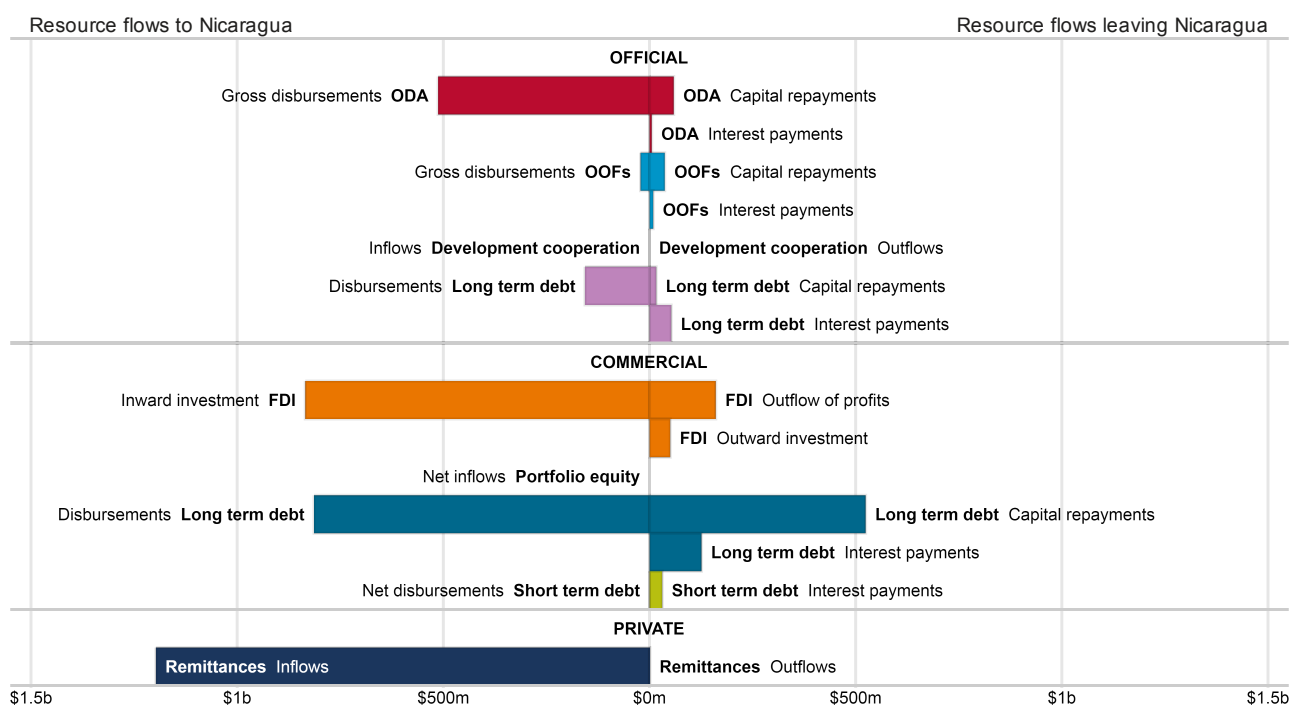 Resource flows to Nicaragua Resource flows leaving Nicaragua
OFFICIAL
Gross disbursements ODA ODA Capital repayments
ODA Interest payments
Gross disbursements OOFs OOFs Capital repayments
OOFs Interest payments
Inflows Development cooperation Development cooperation Outflows
Disbursements Long term debt Long term debt Capital repayments
Long term debt Interest payments
COMMERCIAL
Inward investment FDI FDI Outflow of profits
FDI Outward investment
Net inflows Portfolio equity
Disbursements Long term debt Long term debt Capital repayments
Long term debt Interest payments
Net disbursements Short term debt Short term debt Interest payments
PRIVATE
Remittances Inflows Remittances Outflows
$1.5b $1b $500m $0m $500m $1b $1.5b